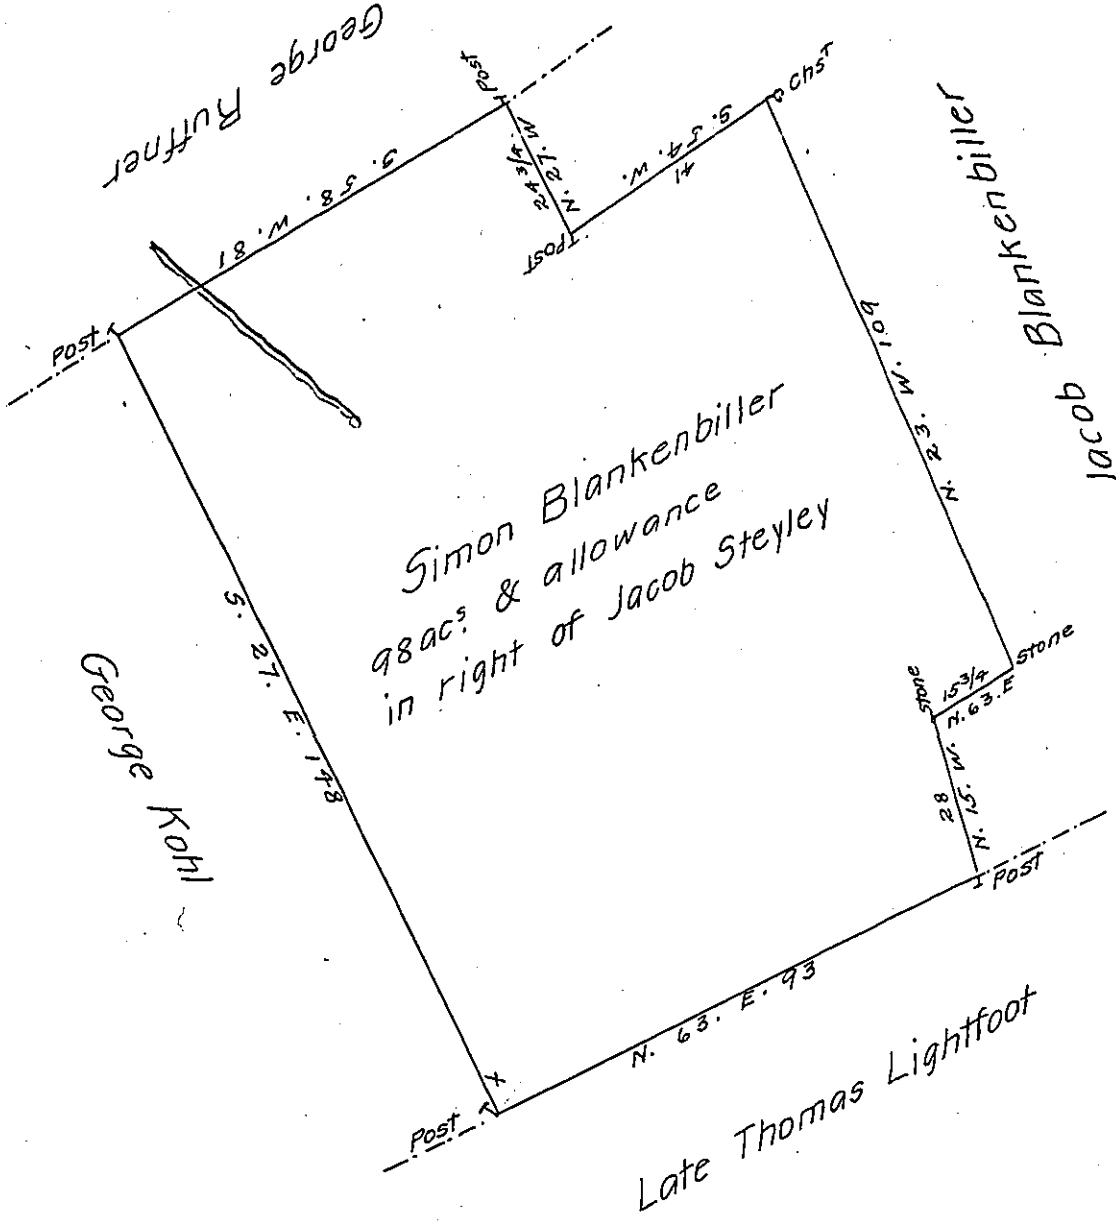 George Ruffner
Post
S. 58. W. 81
Post
24 3/4
N. 27. W
Post
S. 54. W.
41
Chst
Jacob Blankenbiller
N. 23. W. 109
Stone
15 3/4
N. 63. E
Stone
28
N. 15. W.
Post
Simon Blankenbiller
98 acs. & allowance
in right of Jacob Steyley
George Kohl
S. 27. E. 148
N. 63. E. 93
X
Post
Late Thomas Lightfoot